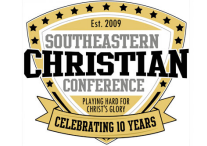 Est. 2009
SOUTHEASTERN
CHRISTIAN
CONFERENCE
PLAYING HARD FOR
CHRIST'S GLORY
CELEBRATING 10 YEARS